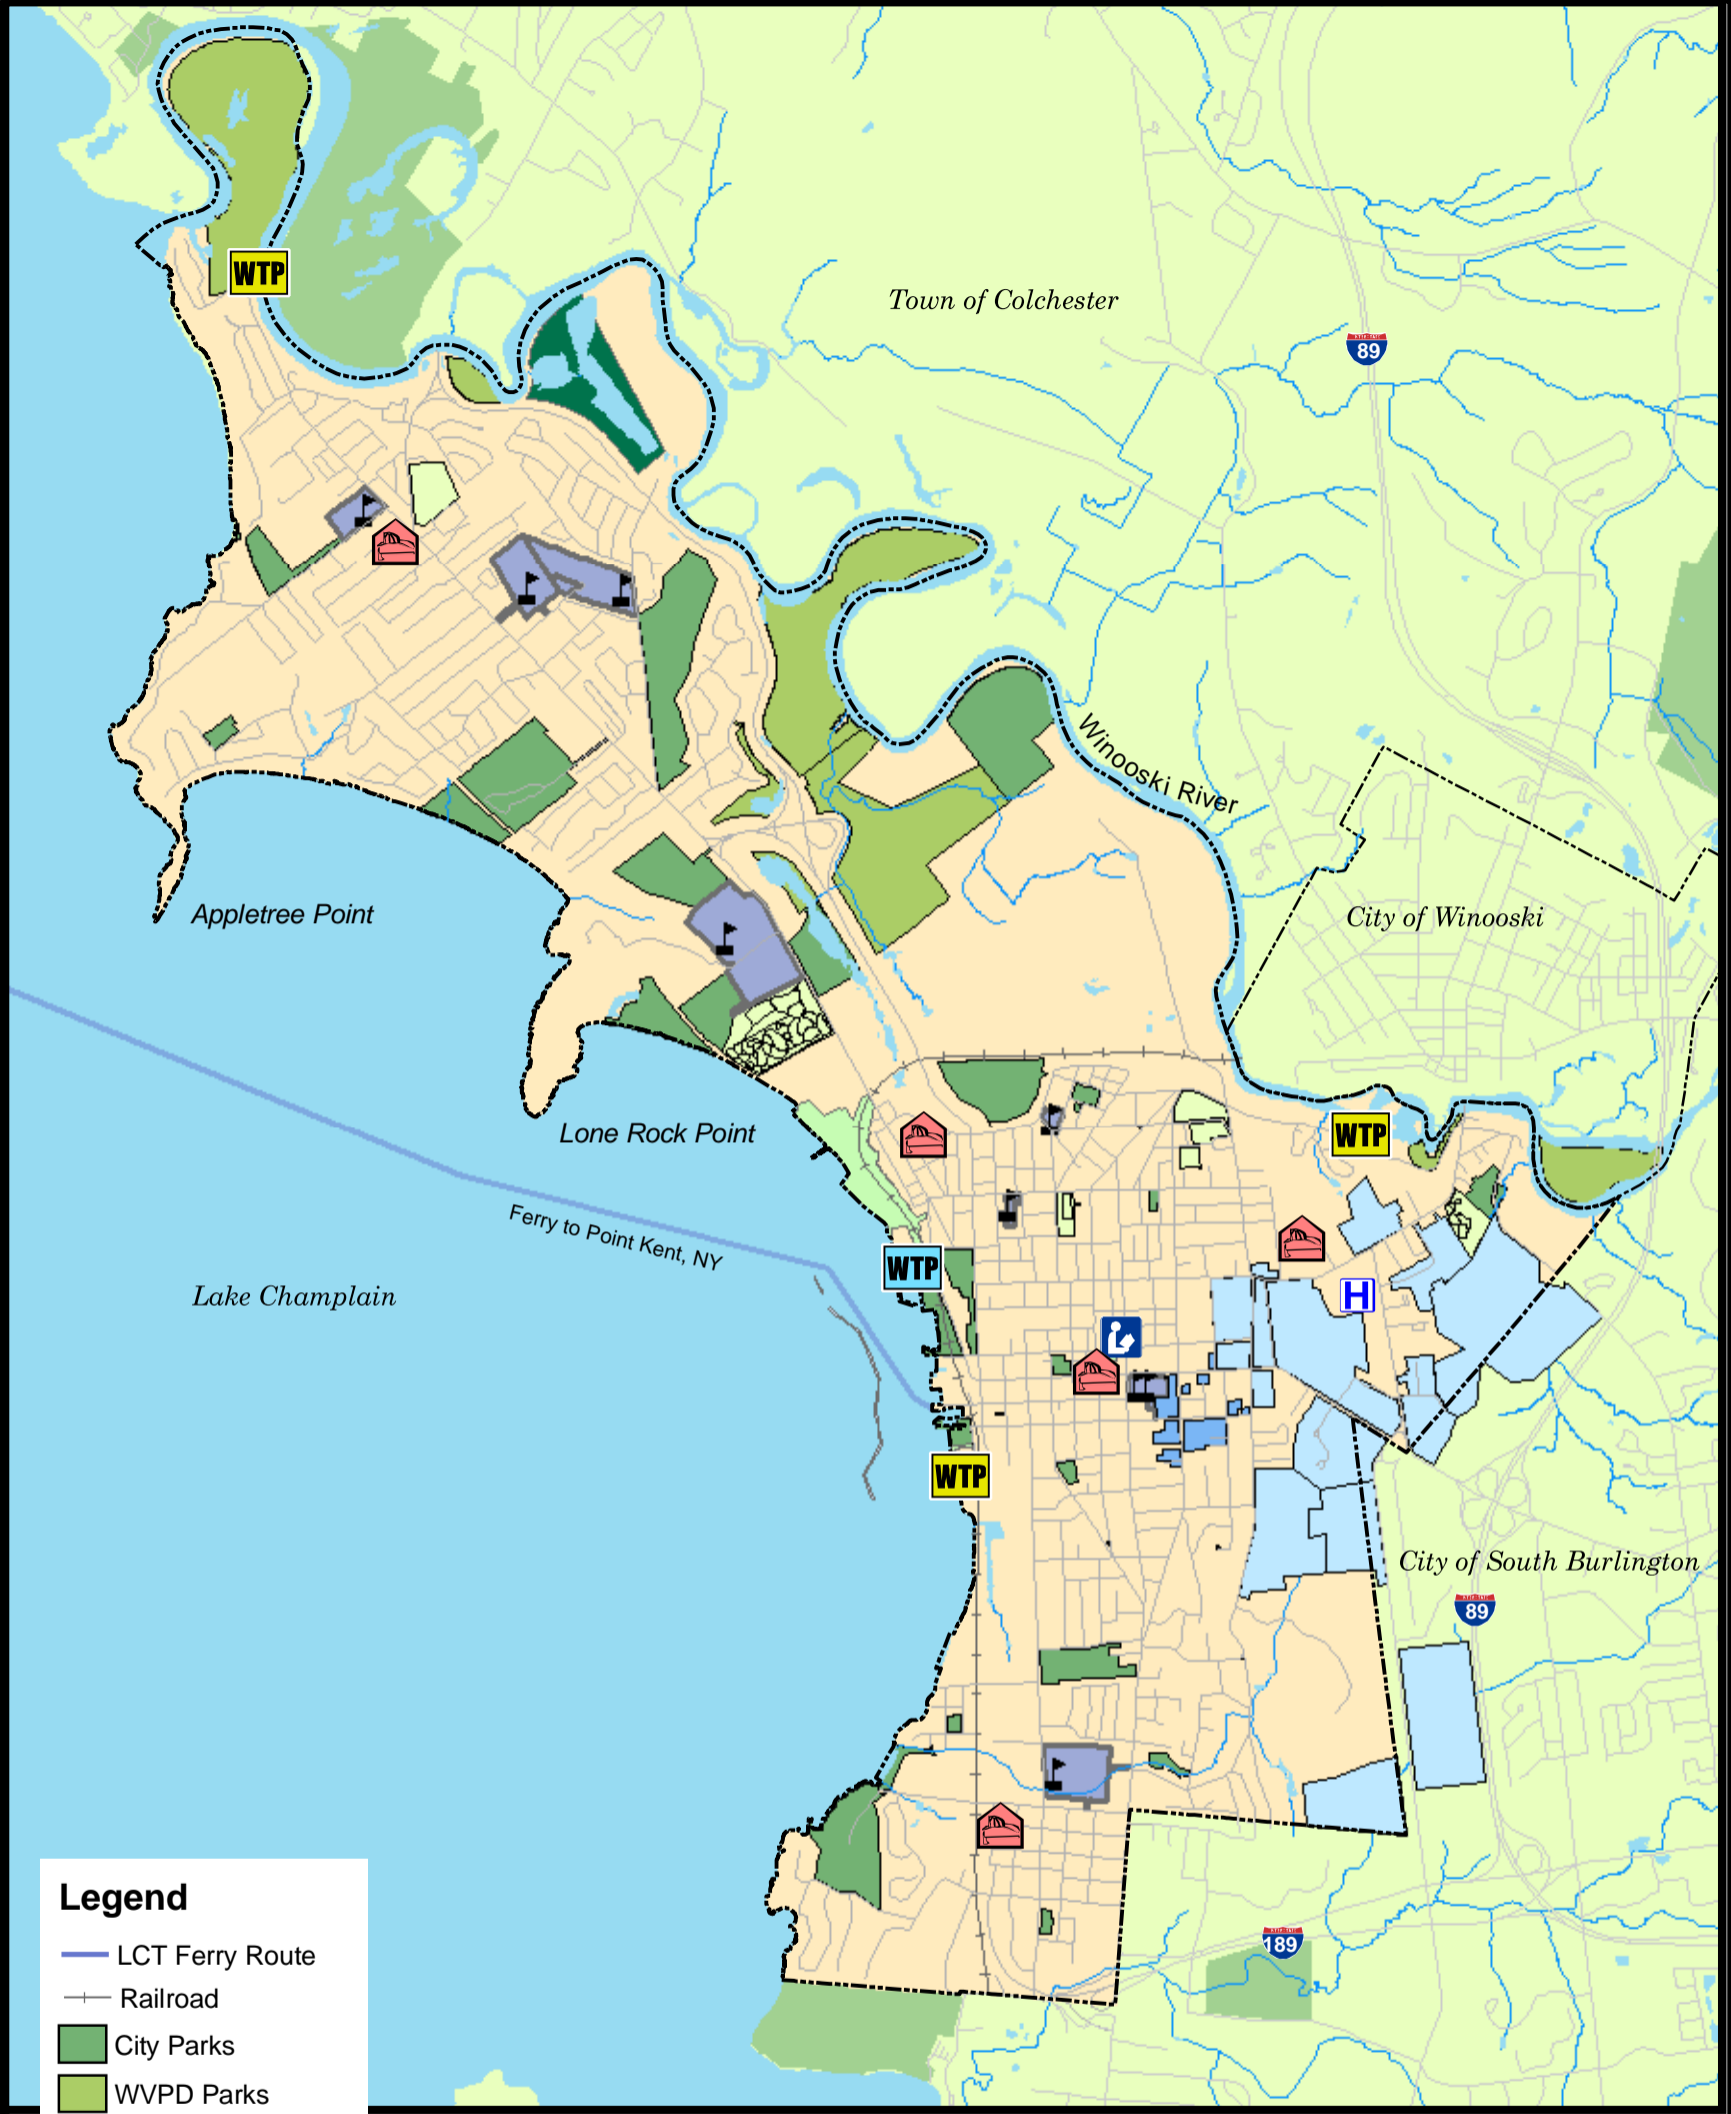 WTP
Town of Colchester
89
Winooski River
City of Winooski
Appletree Point
Lone Rock Point
WTP
Ferry to Point Kent, NY
WTP
Lake Champlain
H
WTP
City of South Burlington
89
189
Legend
LCT Ferry Route
Railroad
City Parks
WVPD Parks